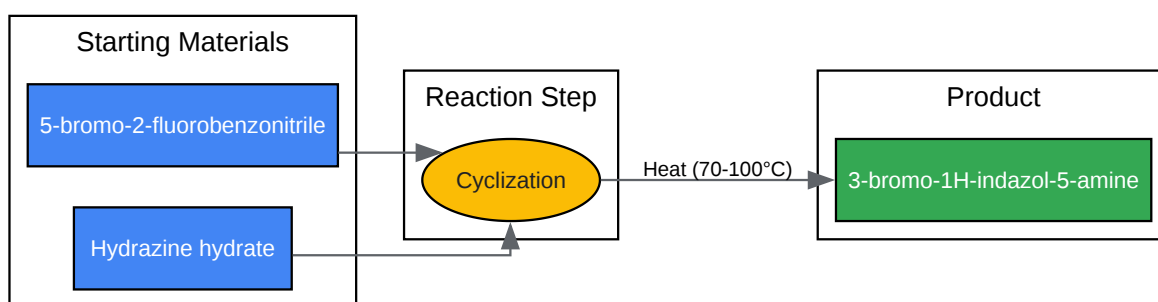 Starting Materials
5-bromo-2-fluorobenzonitrile
Hydrazine hydrate
Reaction Step
Cyclization
Heat (70-100°C)
Product
3-bromo-1H-indazol-5-amine